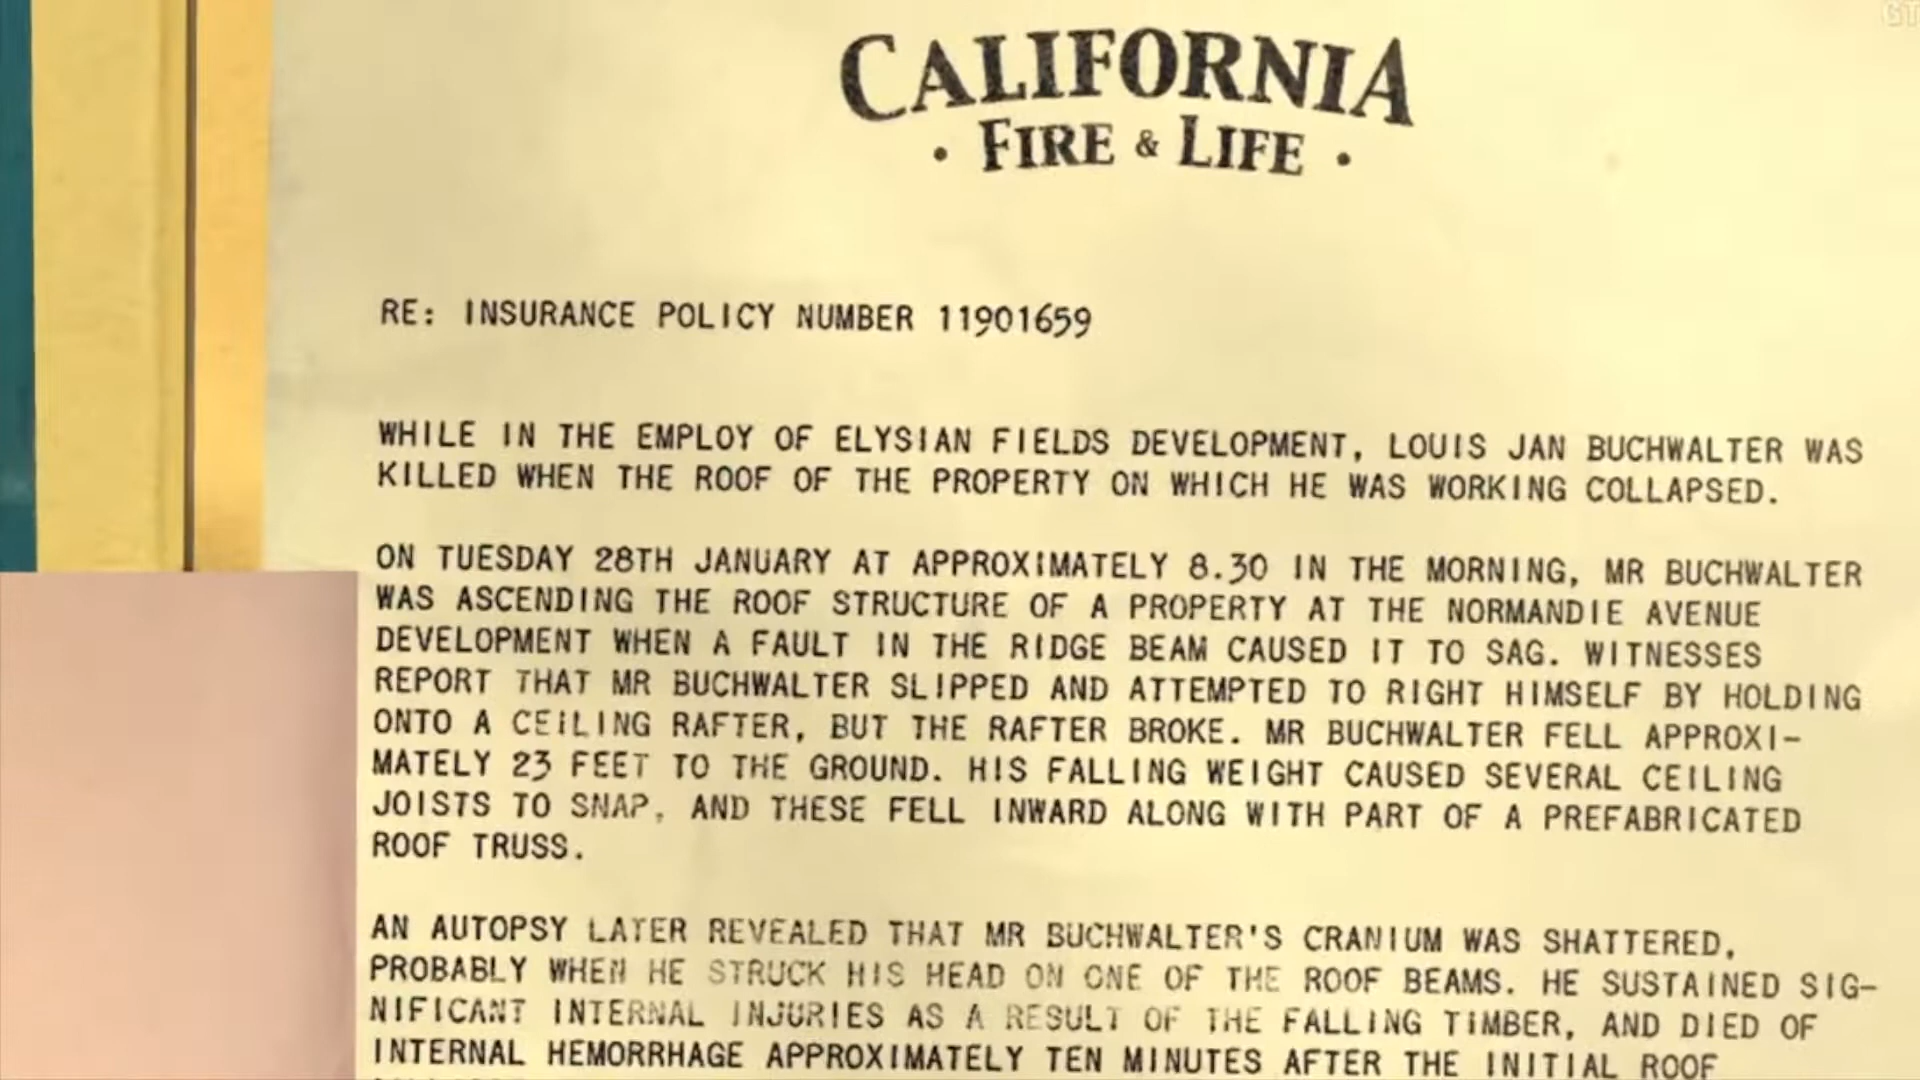 GT
CALIFORNIA
• FIRE & LIFE •
RE: INSURANCE POLICY NUMBER 11901659
WHILE IN THE EMPLOY OF ELYSIAN FIELDS DEVELOPMENT, LOUIS JAN BUCHWALTER WAS
KILLED WHEN THE ROOF OF THE PROPERTY ON WHICH HE WAS WORKING COLLAPSED.
ON TUESDAY 28TH JANUARY AT APPROXIMATELY 8.30 IN THE MORNING, MR BUCHWALTER
WAS ASCENDING THE ROOF STRUCTURE OF A PROPERTY AT THE NORMANDIE AVENUE
DEVELOPMENT WHEN A FAULT IN THE RIDGE BEAM CAUSED IT TO SAG. WITNESSES
REPORT THAT MR BUCHWALTER SLIPPED AND ATTEMPTED TO RIGHT HIMSELF BY HOLDING
ONTO A CEILING RAFTER, BUT THE RAFTER BROKE. MR BUCHWALTER FELL APPROXI-
MATELY 23 FEET TO THE GROUND. HIS FALLING WEIGHT CAUSED SEVERAL CEILING
JOISTS TO SNAP, AND THESE FELL INWARD ALONG WITH PART OF A PREFABRICATED
ROOF TRUSS.
AN AUTOPSY LATER REVEALED THAT MR BUCHWALTER'S CRANIUM WAS SHATTERED,
PROBABLY WHEN HE STRUCK HIS HEAD ON ONE OF THE ROOF BEAMS. HE SUSTAINED SIG-
NIFICANT INTERNAL INJURIES AS A RESULT OF THE FALLING TIMBER, AND DIED OF
INTERNAL HEMORRHAGE APPROXIMATELY TEN MINUTES AFTER THE INITIAL ROOF